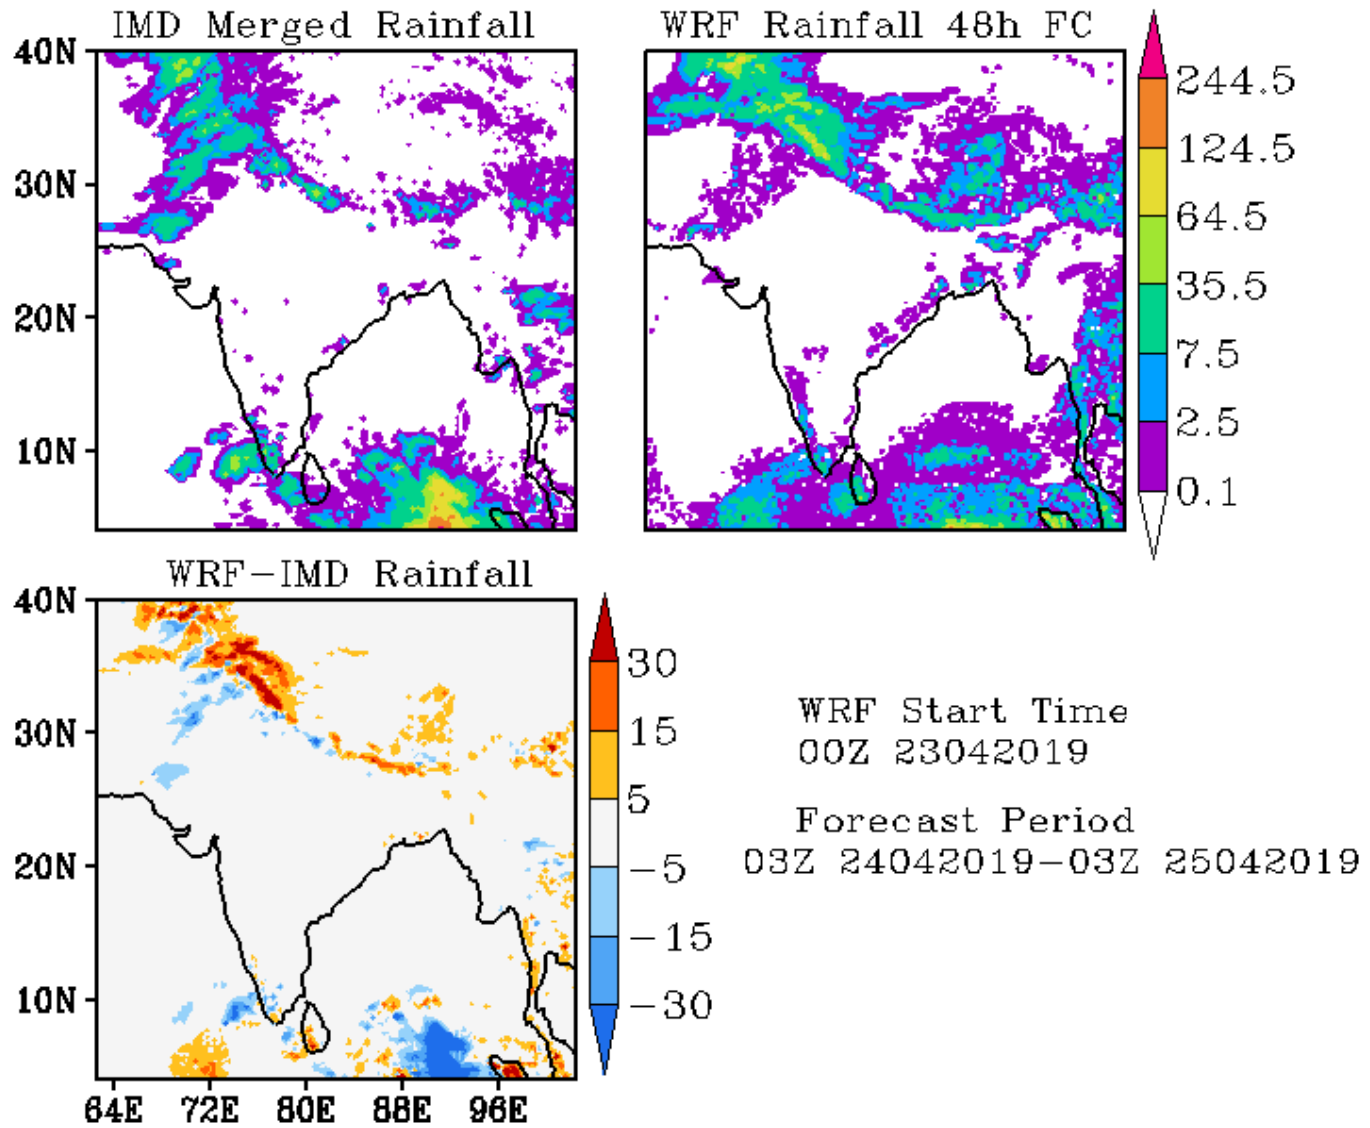 IMD Merged Rainfall
WRF Rainfall 48h FC
40N
30N
20N
10N
244.5
124.5
64.5
35.5
7.5
2.5
0.1
WRF-IMD Rainfall
40N
30N
20N
10N
64E 72E 80E 88E 96E
30
15
5
-5
-15
-30
WRF Start Time
00Z 23042019
Forecast Period
03Z 24042019-03Z 25042019